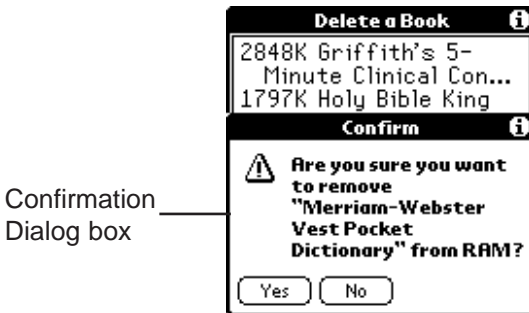 Delete a Book
2848K Griffith's 5-
Minute Clinical Con...
1797K Holy Bible King
Confirm
Are you sure you want
to remove
"Merriam-Webster
Vest Pocket
Dictionary" from RAM?
Yes No
Confirmation
Dialog box